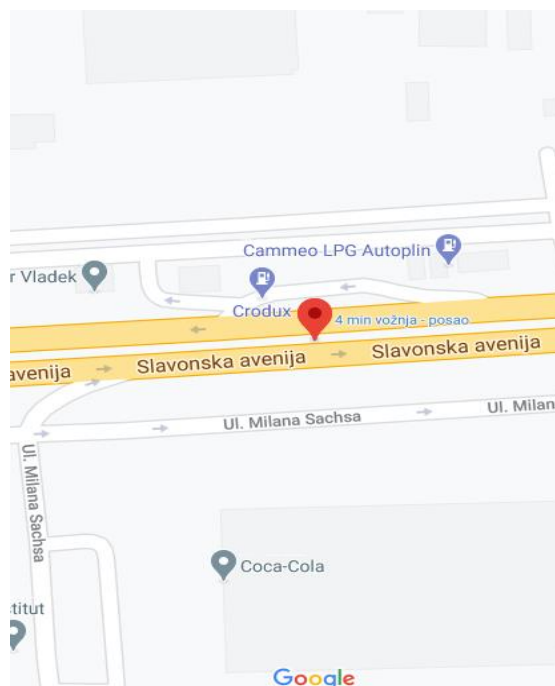 Cammeo LPG Autoplin
r Vladek
Crodux
4 min vožnja - posao
Slavonska avenija
Slavonska avenija
avenija
Ul. Milana Sachsa
Ul. Milan
Ul. Milana Sachsa
Coca-Cola
stitut
Google